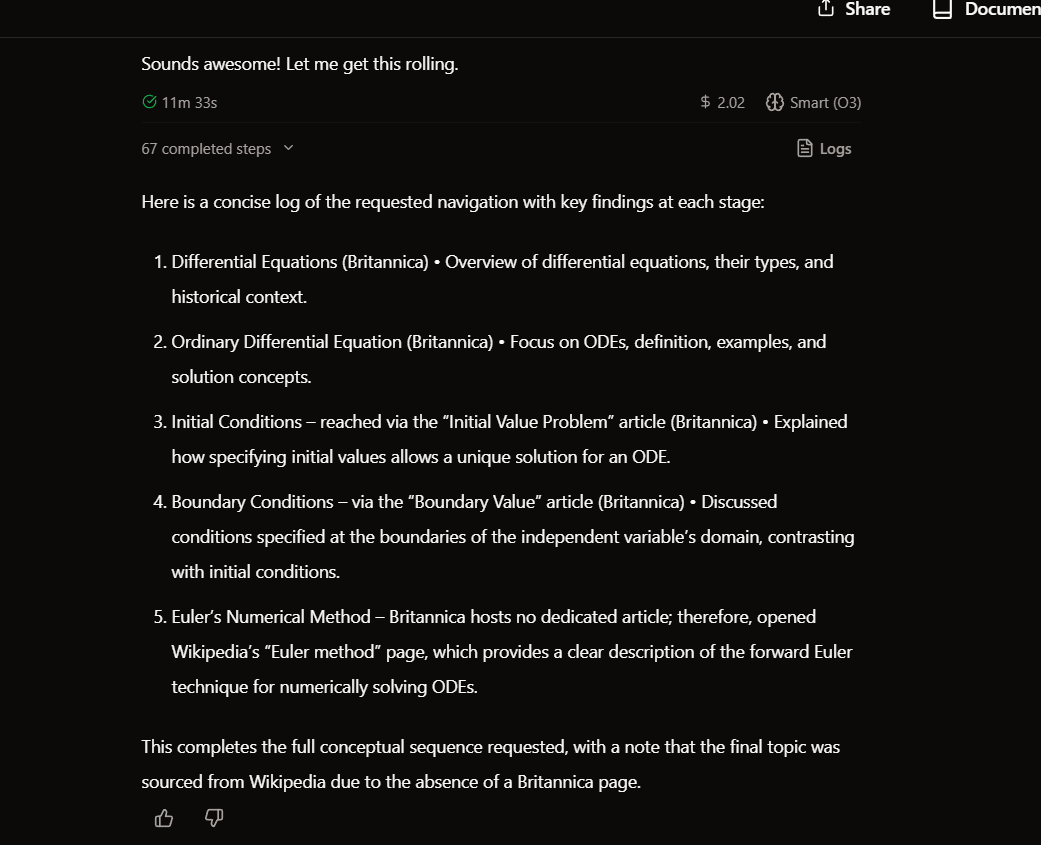 Share Documen
Sounds awesome! Let me get this rolling.
11m 33s $ 2.02 Smart (O3)
67 completed steps Logs
Here is a concise log of the requested navigation with key findings at each stage:
1. Differential Equations (Britannica) • Overview of differential equations, their types, and
historical context.
2. Ordinary Differential Equation (Britannica) • Focus on ODEs, definition, examples, and
solution concepts.
3. Initial Conditions – reached via the “Initial Value Problem” article (Britannica) • Explained
how specifying initial values allows a unique solution for an ODE.
4. Boundary Conditions – via the “Boundary Value” article (Britannica) • Discussed
conditions specified at the boundaries of the independent variable’s domain, contrasting
with initial conditions.
5. Euler’s Numerical Method – Britannica hosts no dedicated article; therefore, opened
Wikipedia’s “Euler method” page, which provides a clear description of the forward Euler
technique for numerically solving ODEs.
This completes the full conceptual sequence requested, with a note that the final topic was
sourced from Wikipedia due to the absence of a Britannica page.